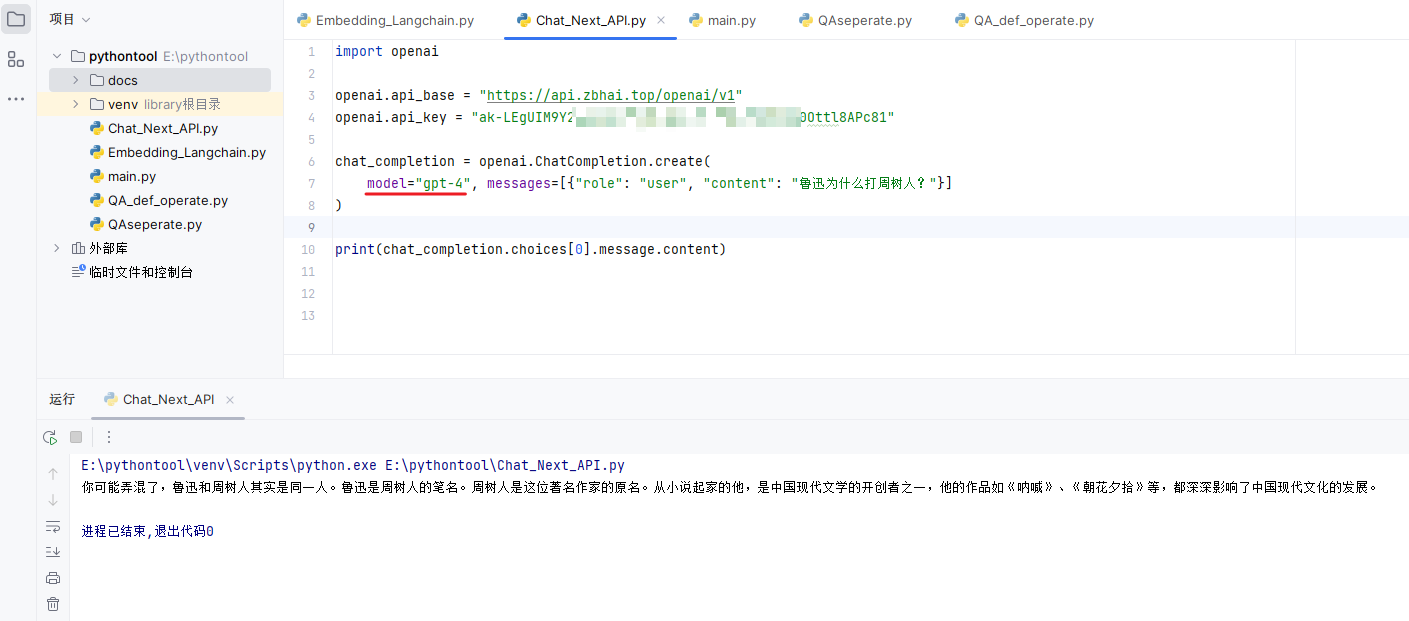 项目
Embedding_Langchain.py
Chat_Next_API.py
main.py
QAseperate.py
QA_def_operate.py
pythontool E:\pythontool
docs
venv library根目录
Chat_Next_API.py
Embedding_Langchain.py
main.py
QA_def_operate.py
QAseperate.py
外部库
临时文件和控制台
1 import openai
2
3 openai.api_base = "https://api.zbhai.top/openai/v1"
4 openai.api_key = "ak-LEgUIM9Y2 0Ottl8APc81"
5
6 chat_completion = openai.ChatCompletion.create(
7 model="gpt-4", messages=[{"role": "user", "content": "鲁迅为什么打周树人？"}]
8 )
9
10 print(chat_completion.choices[0].message.content)
11
12
13
运行 Chat_Next_API
E:\pythontool\venv\Scripts\python.exe E:\pythontool\Chat_Next_API.py
你可能弄混了，鲁迅和周树人其实是同一人。鲁迅是周树人的笔名。周树人是这位著名作家的原名。从小说起家的他，是中国现代文学的开创者之一，他的作品如《呐喊》、《朝花夕拾》等，都深深影响了中国现代文化的发展。
进程已结束,退出代码0